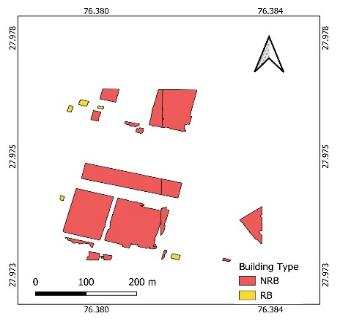 76.380 76.384
27.978 27.978
27.975 27.975
27.973 27.973
Building Type
NRB
RB
0 100 200 m
76.380 76.384